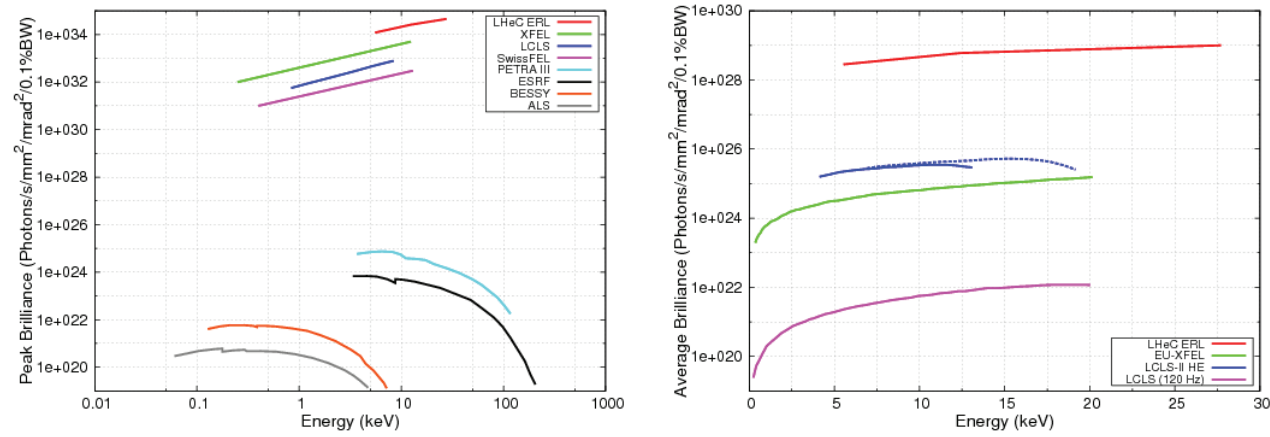 Peak Brilliance (Photons/s/mm²/mrad²/0.1%BW)
1e+034
1e+032
1e+030
1e+028
1e+026
1e+024
1e+022
1e+020
LHeC ERL
XFEL
LCLS
SwissFEL
PETRA III
ESRF
BESSY
ALS
0.01 0.1 1 10 100 1000
Energy (keV)
Average Brilliance (Photons/s/mm²/mrad²/0.1%BW)
1e+030
1e+028
1e+026
1e+024
1e+022
1e+020
LHeC ERL
EU-XFEL
LCLS-II HE
LCLS (120 Hz)
0 5 10 15 20 25 30
Energy (keV)